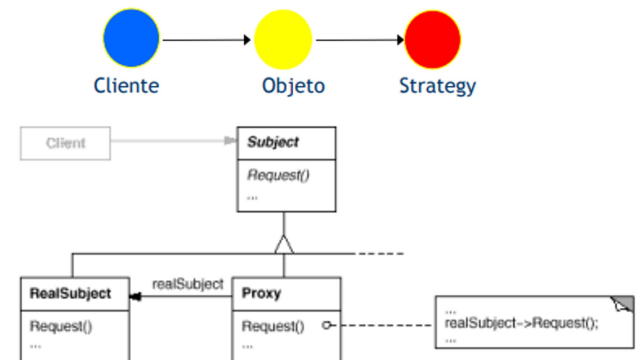 Cliente
Objeto
Strategy
Client
Subject
Request()
...
realSubject
RealSubject
Request()
...
Proxy
Request()
...
...
realSubject->Request();
...